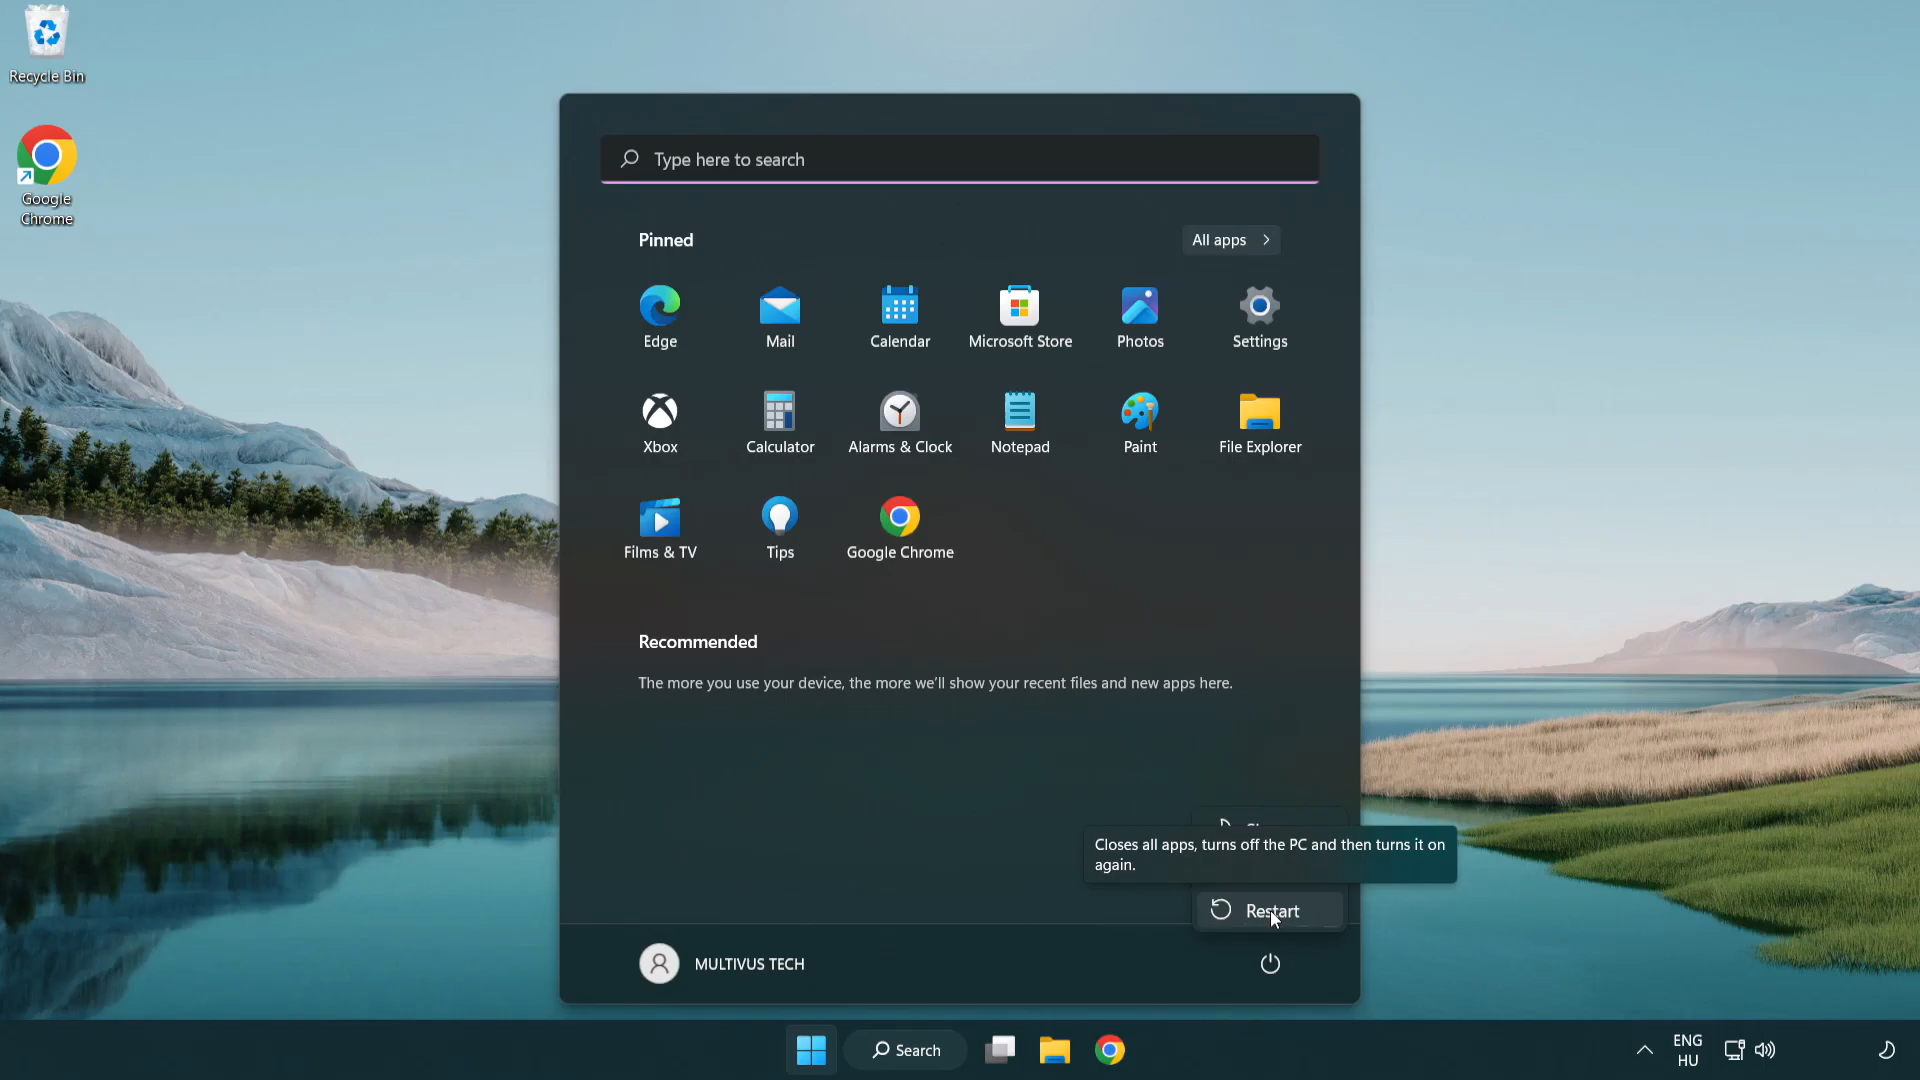 Recycle Bin
Google
Chrome
Type here to search
Pinned
All apps
Edge
Mail
Calendar
Microsoft Store
Photos
Settings
Xbox
Calculator
Alarms & Clock
Notepad
Paint
File Explorer
Films & TV
Tips
Google Chrome
Recommended
The more you use your device, the more we'll show your recent files and new apps here.
Closes all apps, turns off the PC and then turns it on
again.
Restart
MULTIVUS TECH
Search
ENG
HU